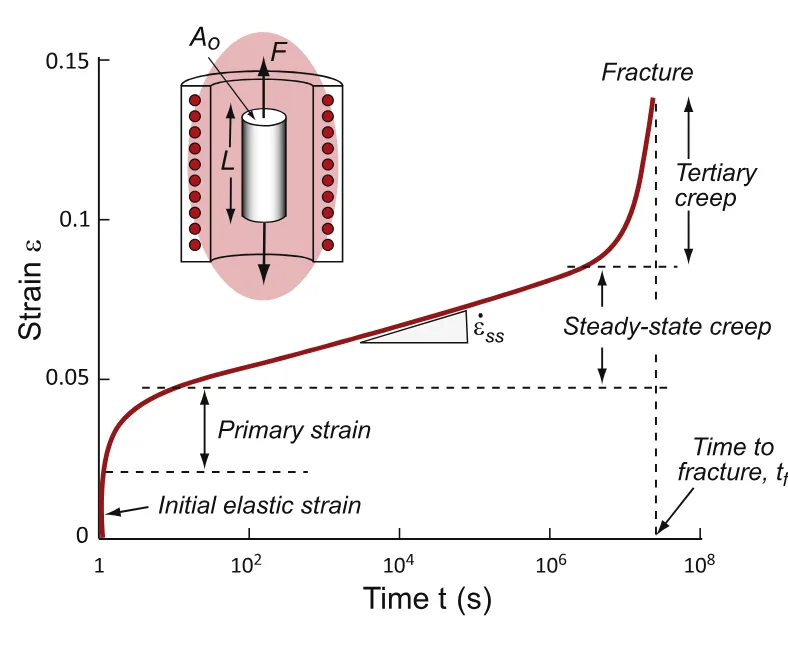 A₀
F
L
0.15
0.1
0.05
0
Strain ε
Fracture
Tertiary
creep
Steady-state creep
ε̇ss
Primary strain
Initial elastic strain
Time to
fracture, tf
1
10²
10⁴
10⁶
10⁸
Time t (s)